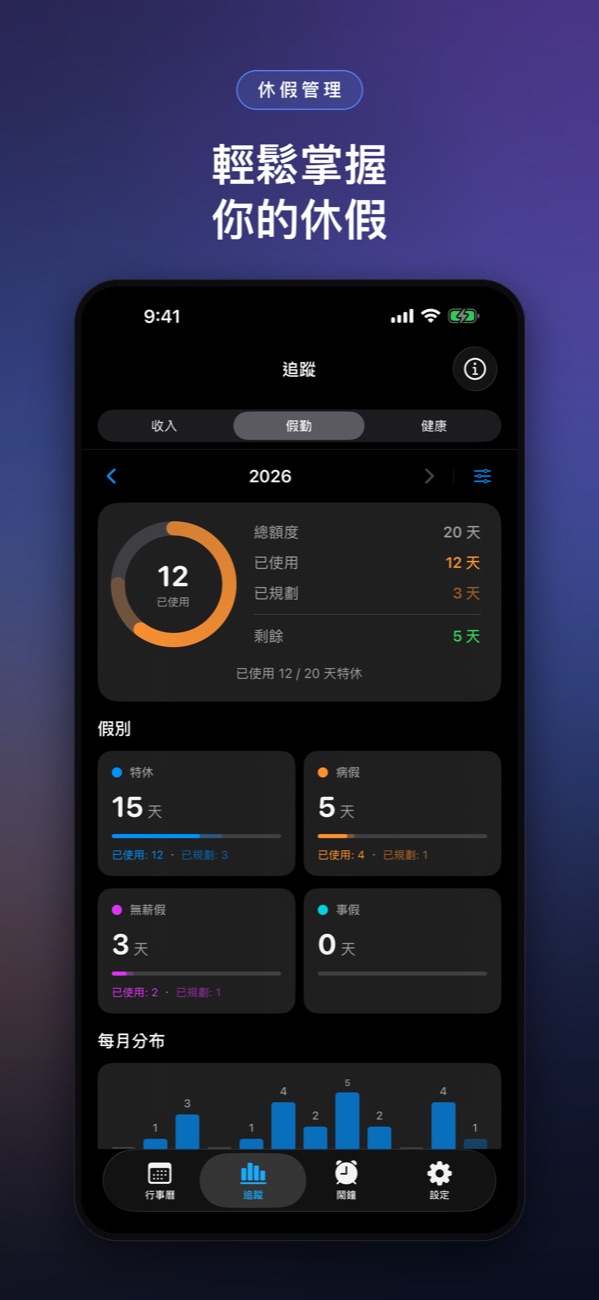 休假管理
輕鬆掌握
你的休假
9:41
追蹤
收入 假勤 健康
2026
12
已使用
總額度 20 天
已使用 12 天
已規劃 3 天
剩餘 5 天
已使用 12 / 20 天特休
假別
特休
15 天
已使用: 12 · 已規劃: 3
病假
5 天
已使用: 4 · 已規劃: 1
無薪假
3 天
已使用: 2 · 已規劃: 1
事假
0 天
每月分布
1 3 1 4 2 5 2 4 1
行事曆 追蹤 鬧鐘 設定